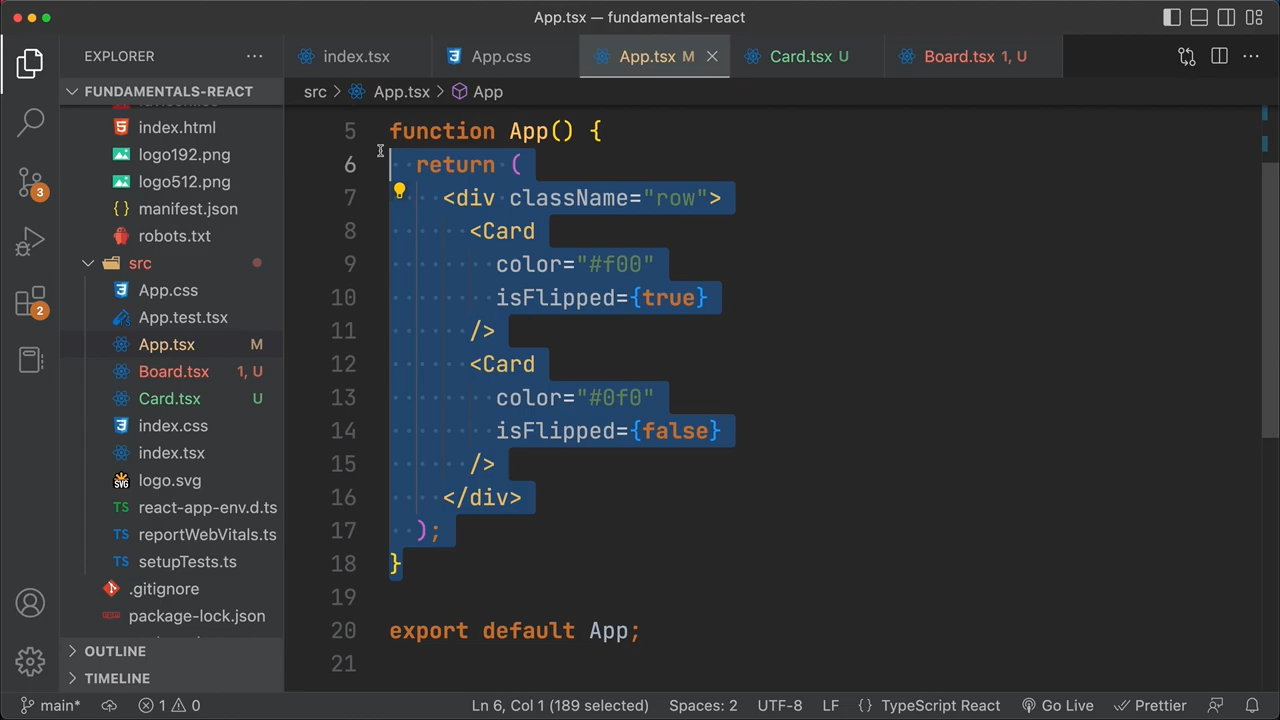 App.tsx — fundamentals-react
EXPLORER
index.tsx
App.css
App.tsx M
Card.tsx U
Board.tsx 1, U
FUNDAMENTALS-REACT
src > App.tsx > App
index.html
logo192.png
logo512.png
manifest.json
robots.txt
src
App.css
App.test.tsx
App.tsx M
Board.tsx 1, U
Card.tsx U
index.css
index.tsx
logo.svg
react-app-env.d.ts
reportWebVitals.ts
setupTests.ts
.gitignore
package-lock.json
OUTLINE
TIMELINE
3
2
5 function App() {
6 return (
7 <div className="row">
8 <Card
9 color="#f00"
10 isFlipped={true}
11 />
12 <Card
13 color="#0f0"
14 isFlipped={false}
15 />
16 </div>
17 );
18 }
19
20 export default App;
21
main* 1 0 Ln 6, Col 1 (189 selected) Spaces: 2 UTF-8 LF {} TypeScript React Go Live Prettier